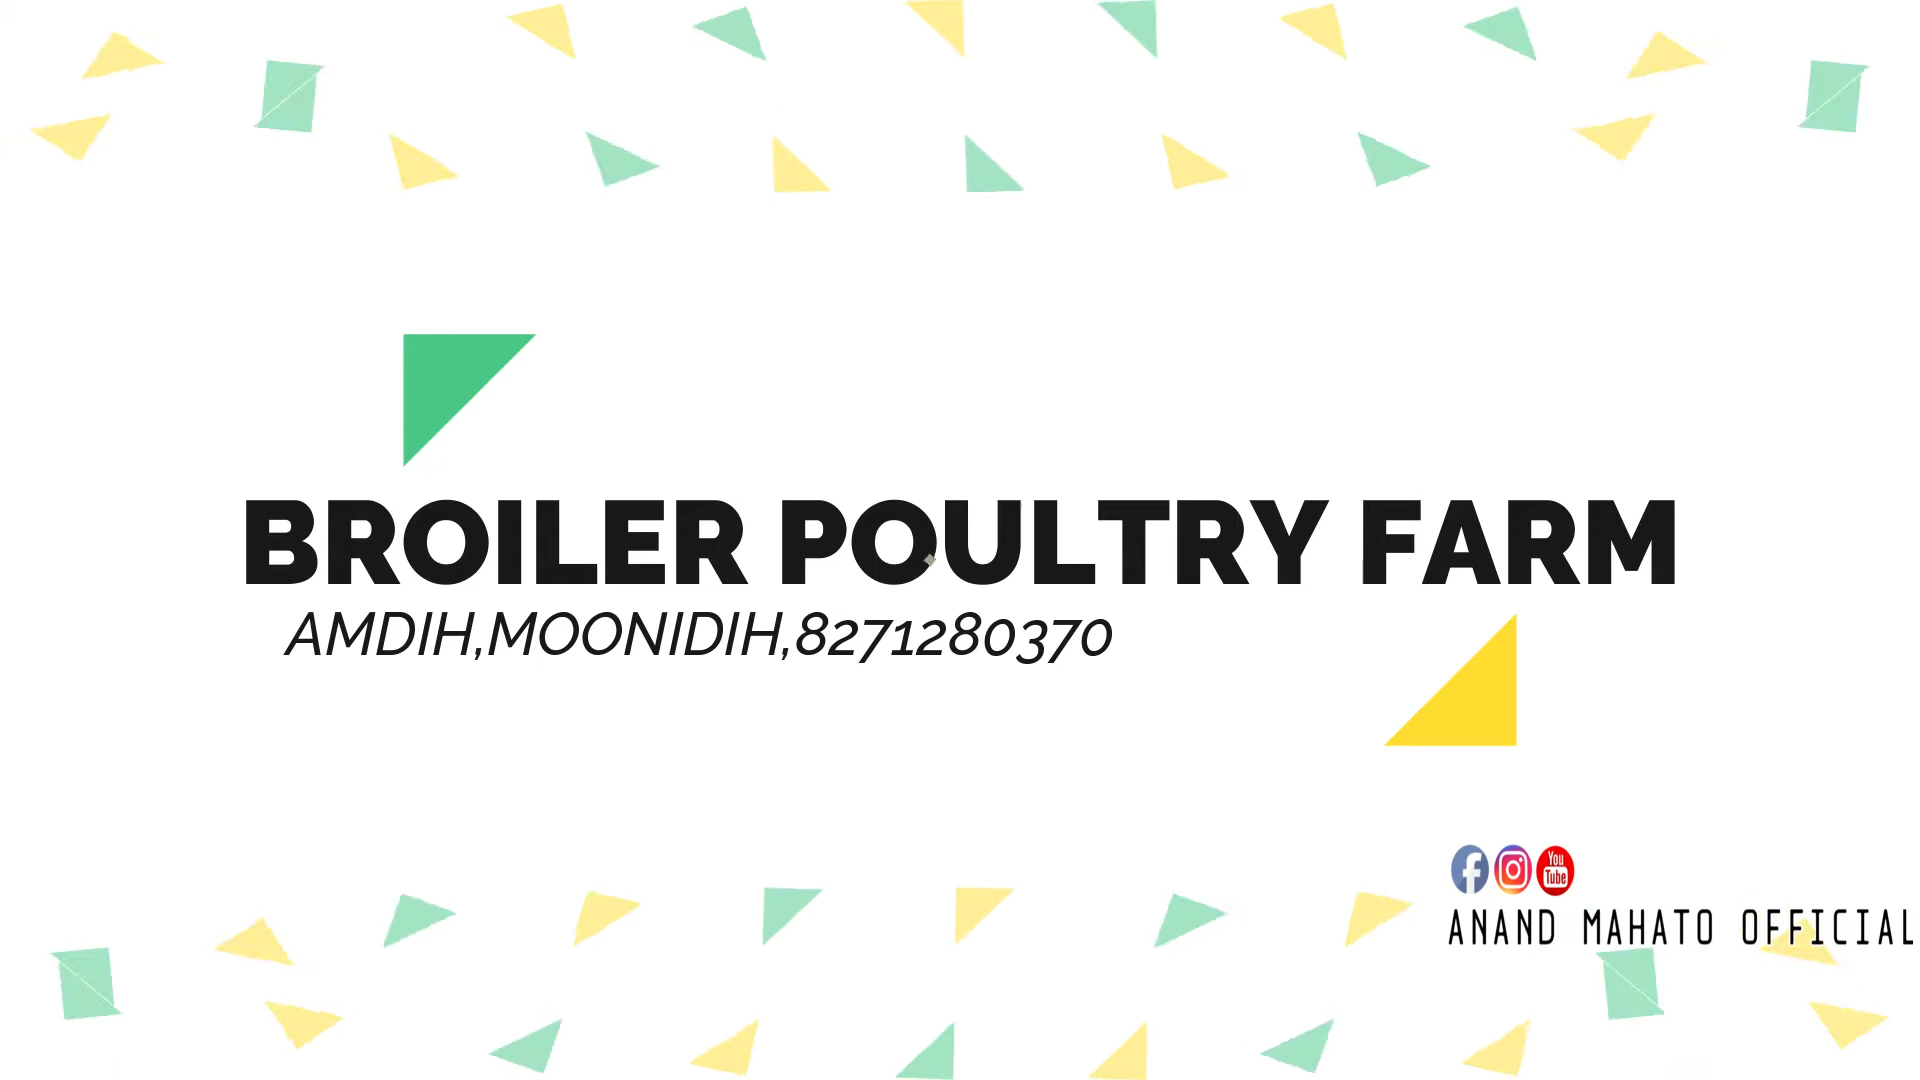 BROILER POULTRY FARM
AMDIH,MOONIDIH,8271280370
You
Tube
ANAND MAHATO OFFICIAL